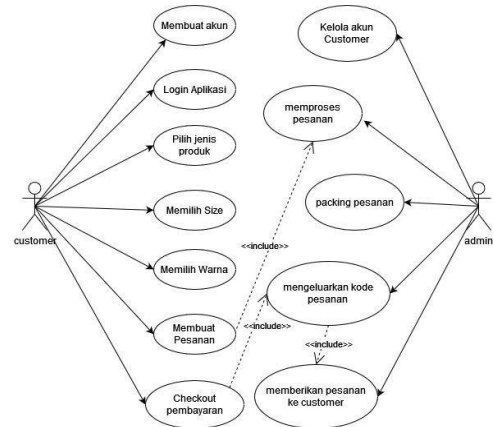 Membuat akun
Kelola akun
Customer
Login Aplikasi
memproses
pesanan
Pilih jenis
produk
Memilih Size
packing pesanan
customer
admin
<<include>>
Memilih Warna
mengeluarkan kode
pesanan
Membuat
Pesanan
<<include>>
<<include>>
Checkout
pembayaran
memberikan pesanan
ke customer